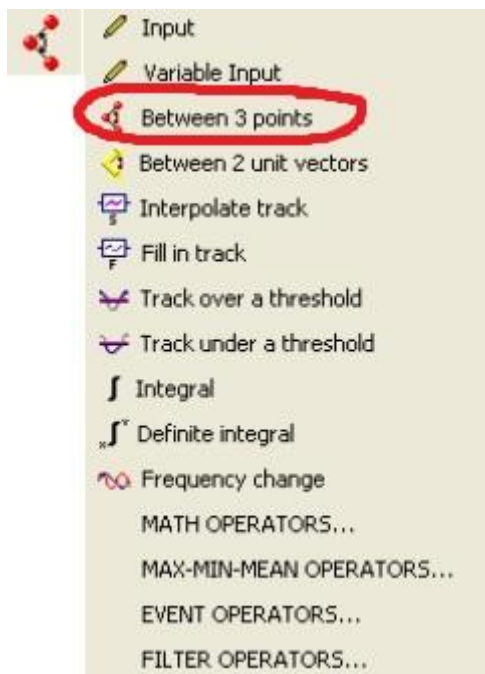 Input
Variable Input
Between 3 points
Between 2 unit vectors
Interpolate track
Fill in track
Track over a threshold
Track under a threshold
Integral
Definite integral
Frequency change
MATH OPERATORS...
MAX-MIN-MEAN OPERATORS...
EVENT OPERATORS...
FILTER OPERATORS...